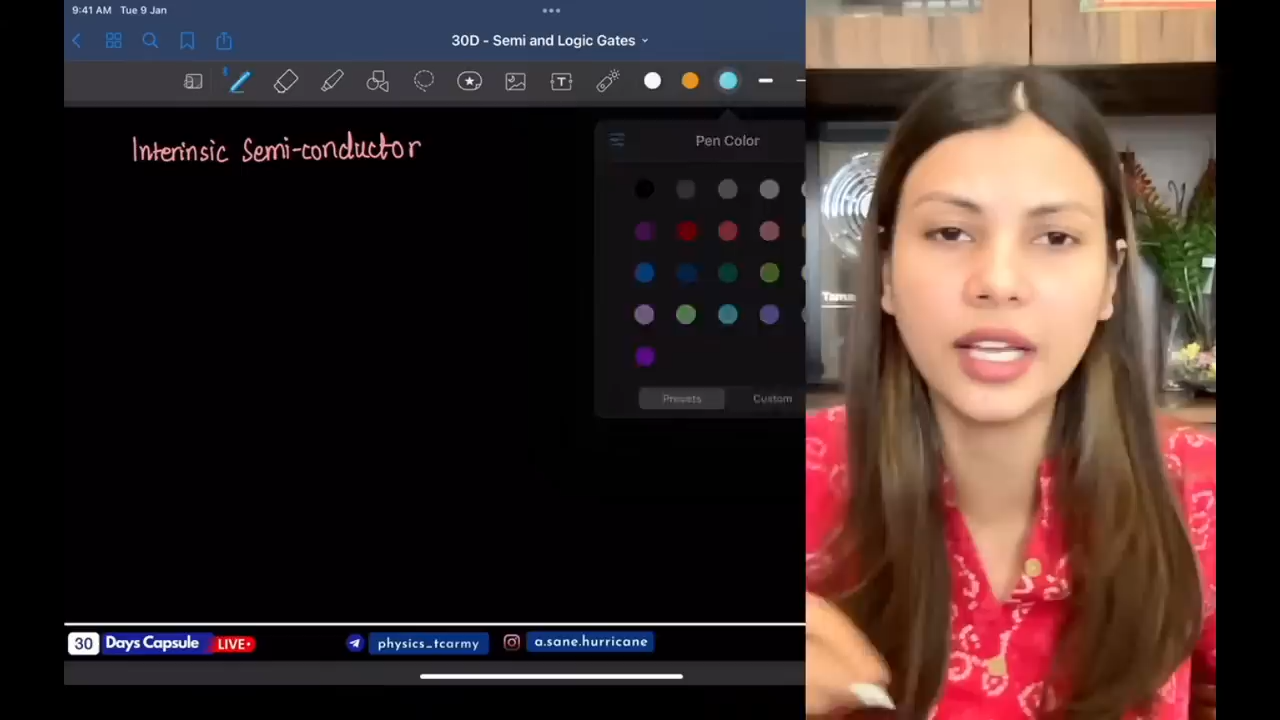 9:41 AM Tue 9 Jan
30D - Semi and Logic Gates
T
Pen Color
Interinsic Semi-conductor
Presets Custom
30 Days Capsule LIVE
physics_tcarmy
a.sane.hurricane